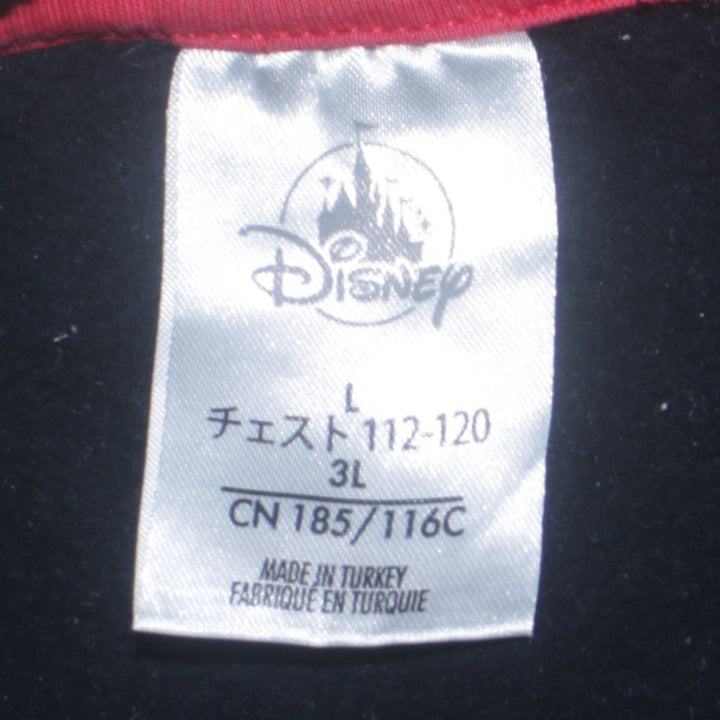 Disney
L
チェスト 112-120
3L
CN 185/116C
MADE IN TURKEY
FABRIQUÉ EN TURQUIE